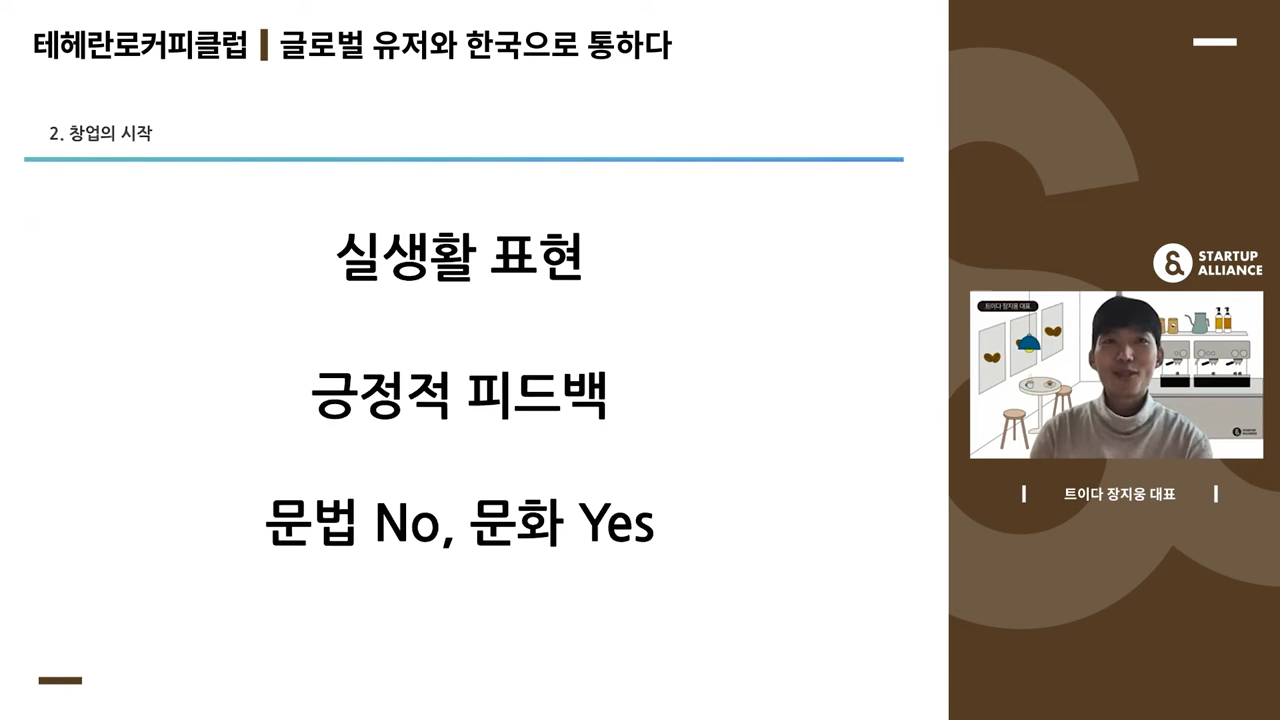 테헤란로커피클럽 | 글로벌 유저와 한국으로 통하다
2. 창업의 시작
실생활 표현
긍정적 피드백
문법 No, 문화 Yes
STARTUP
ALLIANCE
트이다 장지웅 대표
트이다 장지웅 대표
STARTUP
ALLIANCE